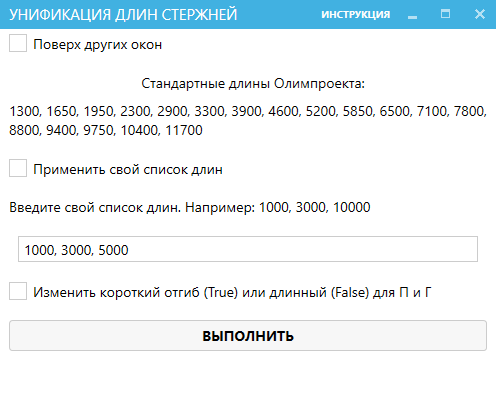 УНИФИКАЦИЯ ДЛИН СТЕРЖНЕЙ ИНСТРУКЦИЯ
Поверх других окон
Стандартные длины Олимпроекта:
1300, 1650, 1950, 2300, 2900, 3300, 3900, 4600, 5200, 5850, 6500, 7100, 7800,
8800, 9400, 9750, 10400, 11700
Применить свой список длин
Введите свой список длин. Например: 1000, 3000, 10000
1000, 3000, 5000
Изменить короткий отгиб (True) или длинный (False) для П и Г
ВЫПОЛНИТЬ